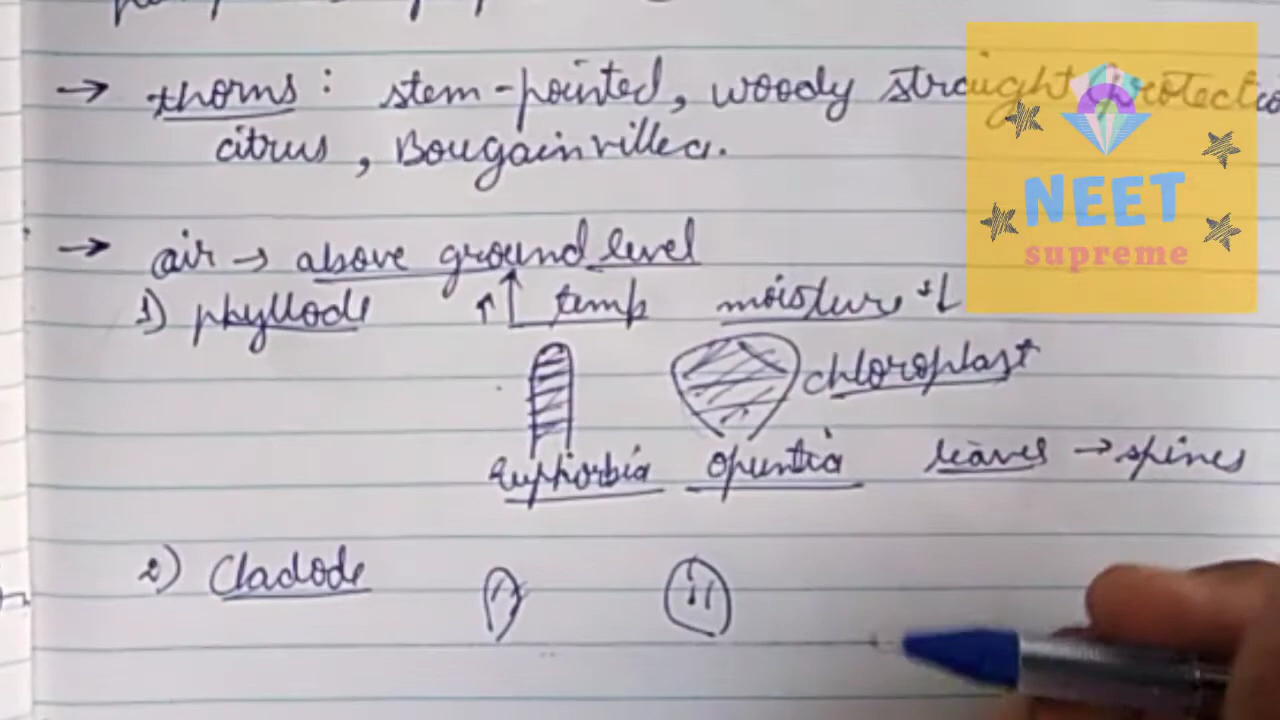 → thorns : stem-pointed, woody straight protectio
citrus, Bougainvillea.
NEET
supreme
→ air → above ground level
1) phyllode ↑ temp moisture ↓
chloroplast
Euphorbia opuntia leaves → spines
2) Cladode